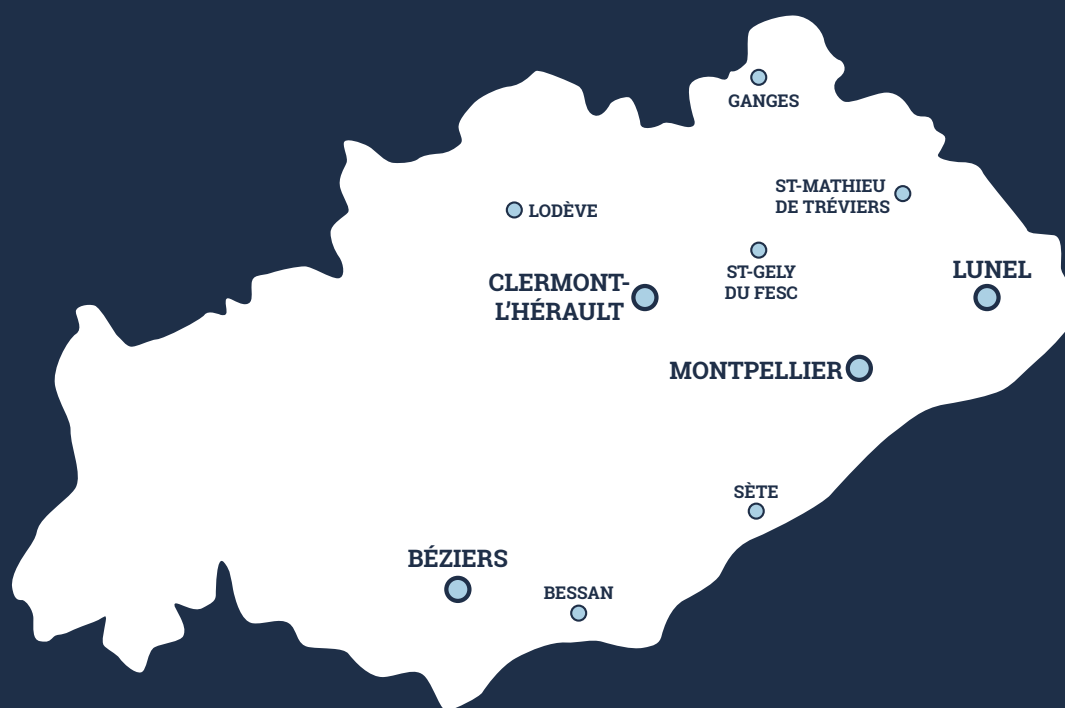 GANGES
ST-MATHIEU
DE TRÉVIERS
LODÈVE
ST-GELY
DU FESC
CLERMONT-
L'HÉRAULT
LUNEL
MONTPELLIER
SÈTE
BÉZIERS
BESSAN